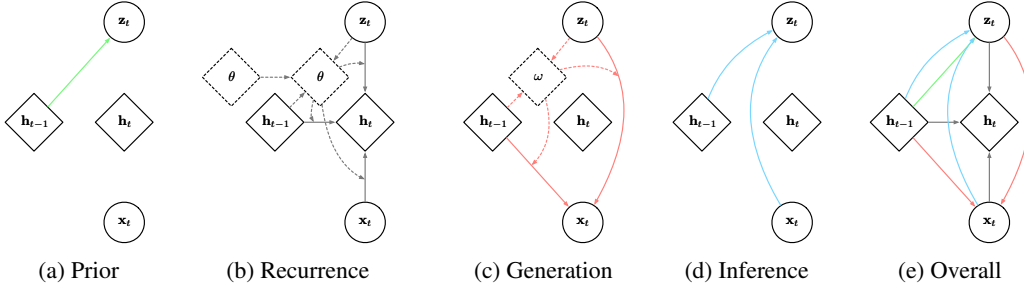 z_t
h_{t−1}
h_t
x_t
(a) Prior
z_t
θ
θ
h_{t−1}
h_t
x_t
(b) Recurrence
z_t
ω
h_{t−1}
h_t
x_t
(c) Generation
z_t
h_{t−1}
h_t
x_t
(d) Inference
z_t
h_{t−1}
h_t
x_t
(e) Overall